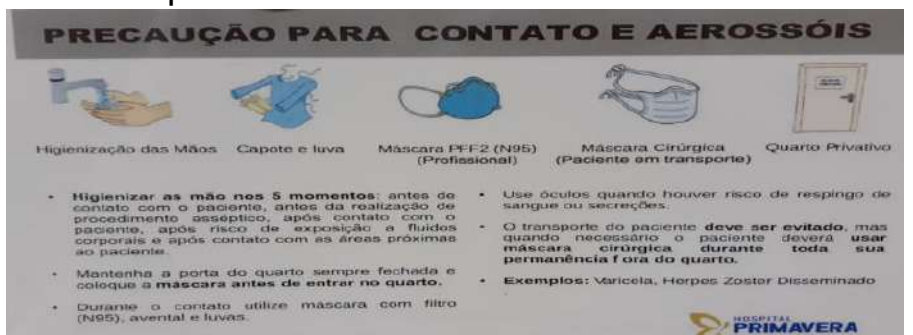 PRECAUÇÃO PARA CONTATO E AEROSSÓIS
Higienização das Mãos
Capote e luva
Máscara PFF2 (N95)
(Profissional)
Máscara Cirúrgica
(Paciente em transporte)
Quarto Privativo
• Higienizar as mão nos 5 momentos: antes de
contato com o paciente, antes da realização de
procedimento asséptico, após contato com o
paciente, após risco de exposição a fluidos
corporais e após contato com as áreas próximas
ao paciente.
• Mantenha a porta do quarto sempre fechada e
coloque a máscara antes de entrar no quarto.
• Durante o contato utilize máscara com filtro
(N95), avental e luvas.
• Use óculos quando houver risco de respingo de
sangue ou secreções.
• O transporte do paciente deve ser evitado, mas
quando necessário o paciente deverá usar
máscara cirúrgica durante toda sua
permanência fora do quarto.
• Exemplos: Varicela, Herpes Zoster Disseminado
HOSPITAL
PRIMAVERA